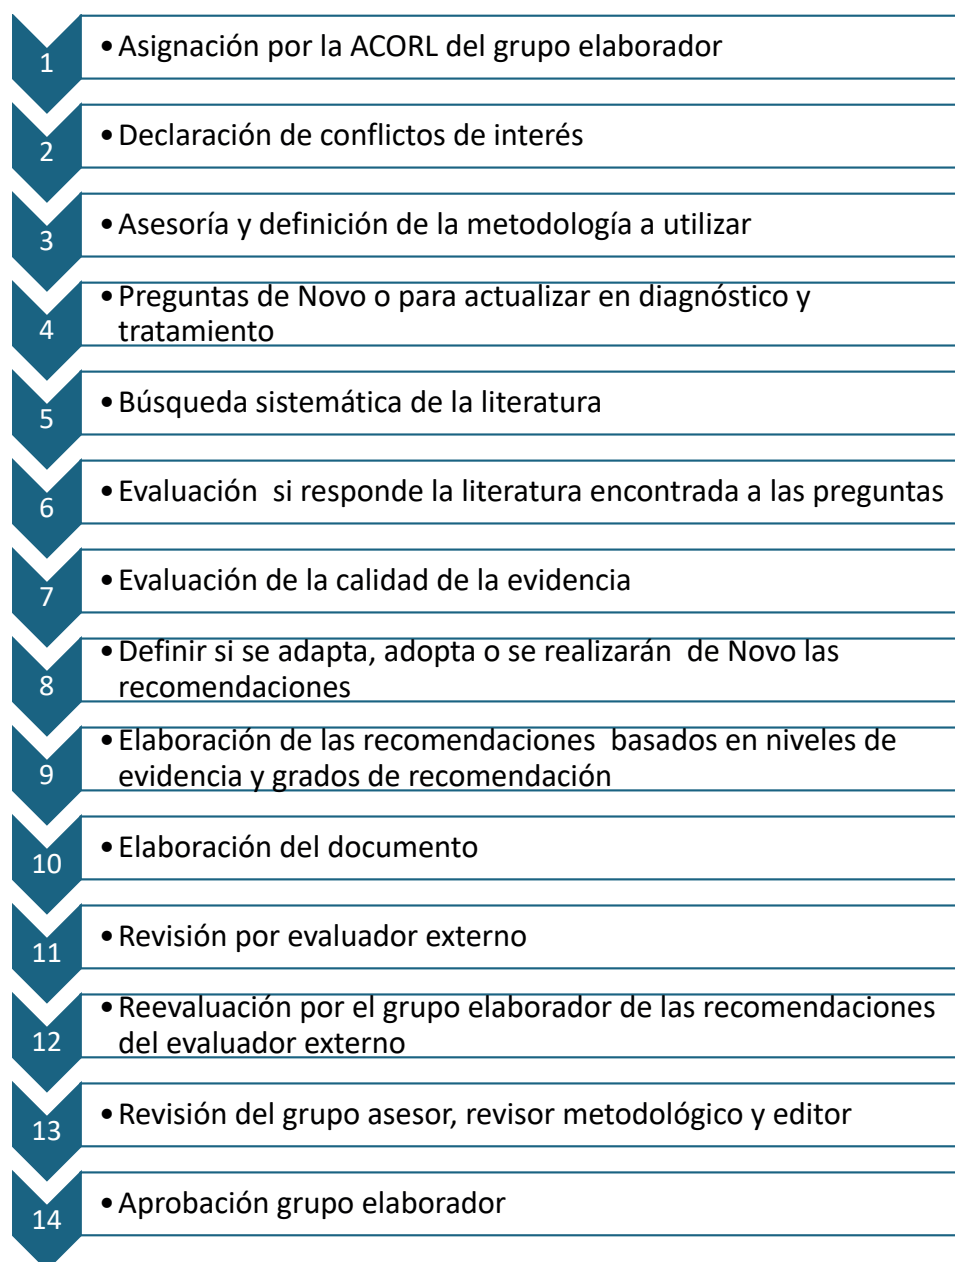 1
• Asignación por la ACORL del grupo elaborador
2
• Declaración de conflictos de interés
3
• Asesoría y definición de la metodología a utilizar
4
• Preguntas de Novo o para actualizar en diagnóstico y
tratamiento
5
• Búsqueda sistemática de la literatura
6
• Evaluación  si responde la literatura encontrada a las preguntas
7
• Evaluación de la calidad de la evidencia
8
• Definir si se adapta, adopta o se realizarán  de Novo las
recomendaciones
9
• Elaboración de las recomendaciones  basados en niveles de
evidencia y grados de recomendación
10
• Elaboración del documento
11
• Revisión por evaluador externo
12
• Reevaluación por el grupo elaborador de las recomendaciones
del evaluador externo
13
• Revisión del grupo asesor, revisor metodológico y editor
14
• Aprobación grupo elaborador